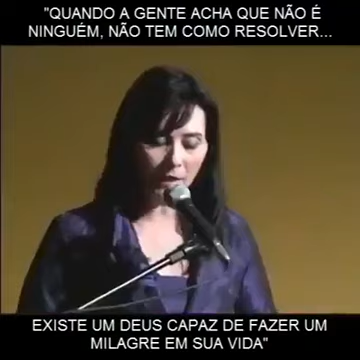 "QUANDO A GENTE ACHA QUE NÃO É
NINGUÉM, NÃO TEM COMO RESOLVER...
EXISTE UM DEUS CAPAZ DE FAZER UM
MILAGRE EM SUA VIDA"